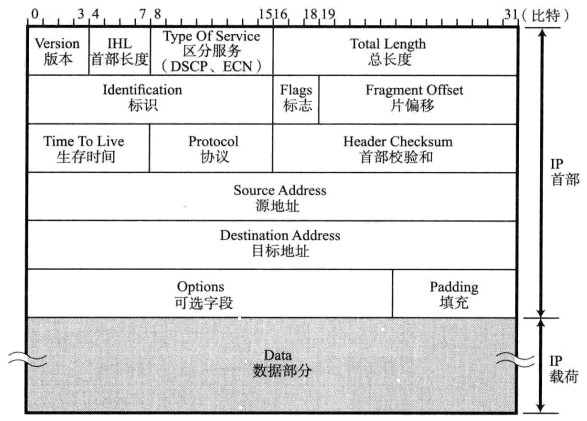 0 3 4 7 8 15 16 18 19 31 (比特)
Version IHL Type Of Service Total Length
版本 首部长度 区分服务 总长度
(DSCP、ECN)
Identification Flags Fragment Offset
标识 标志 片偏移
Time To Live Protocol Header Checksum
生存时间 协议 首部校验和
IP
首部
Source Address
源地址
Destination Address
目标地址
Options Padding
可选字段 填充
Data
数据部分
IP
载荷